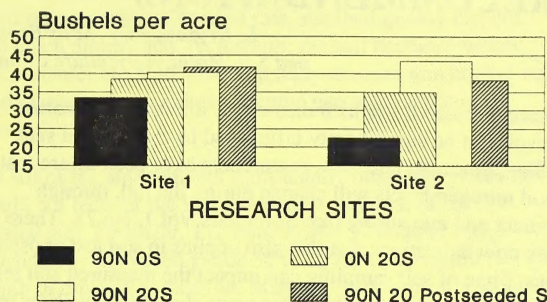 Bushels per acre
50
45
40
35
30
25
20
15
Site 1
Site 2
RESEARCH SITES
90N 0S
0N 20S
90N 20S
90N 20 Postseeded S